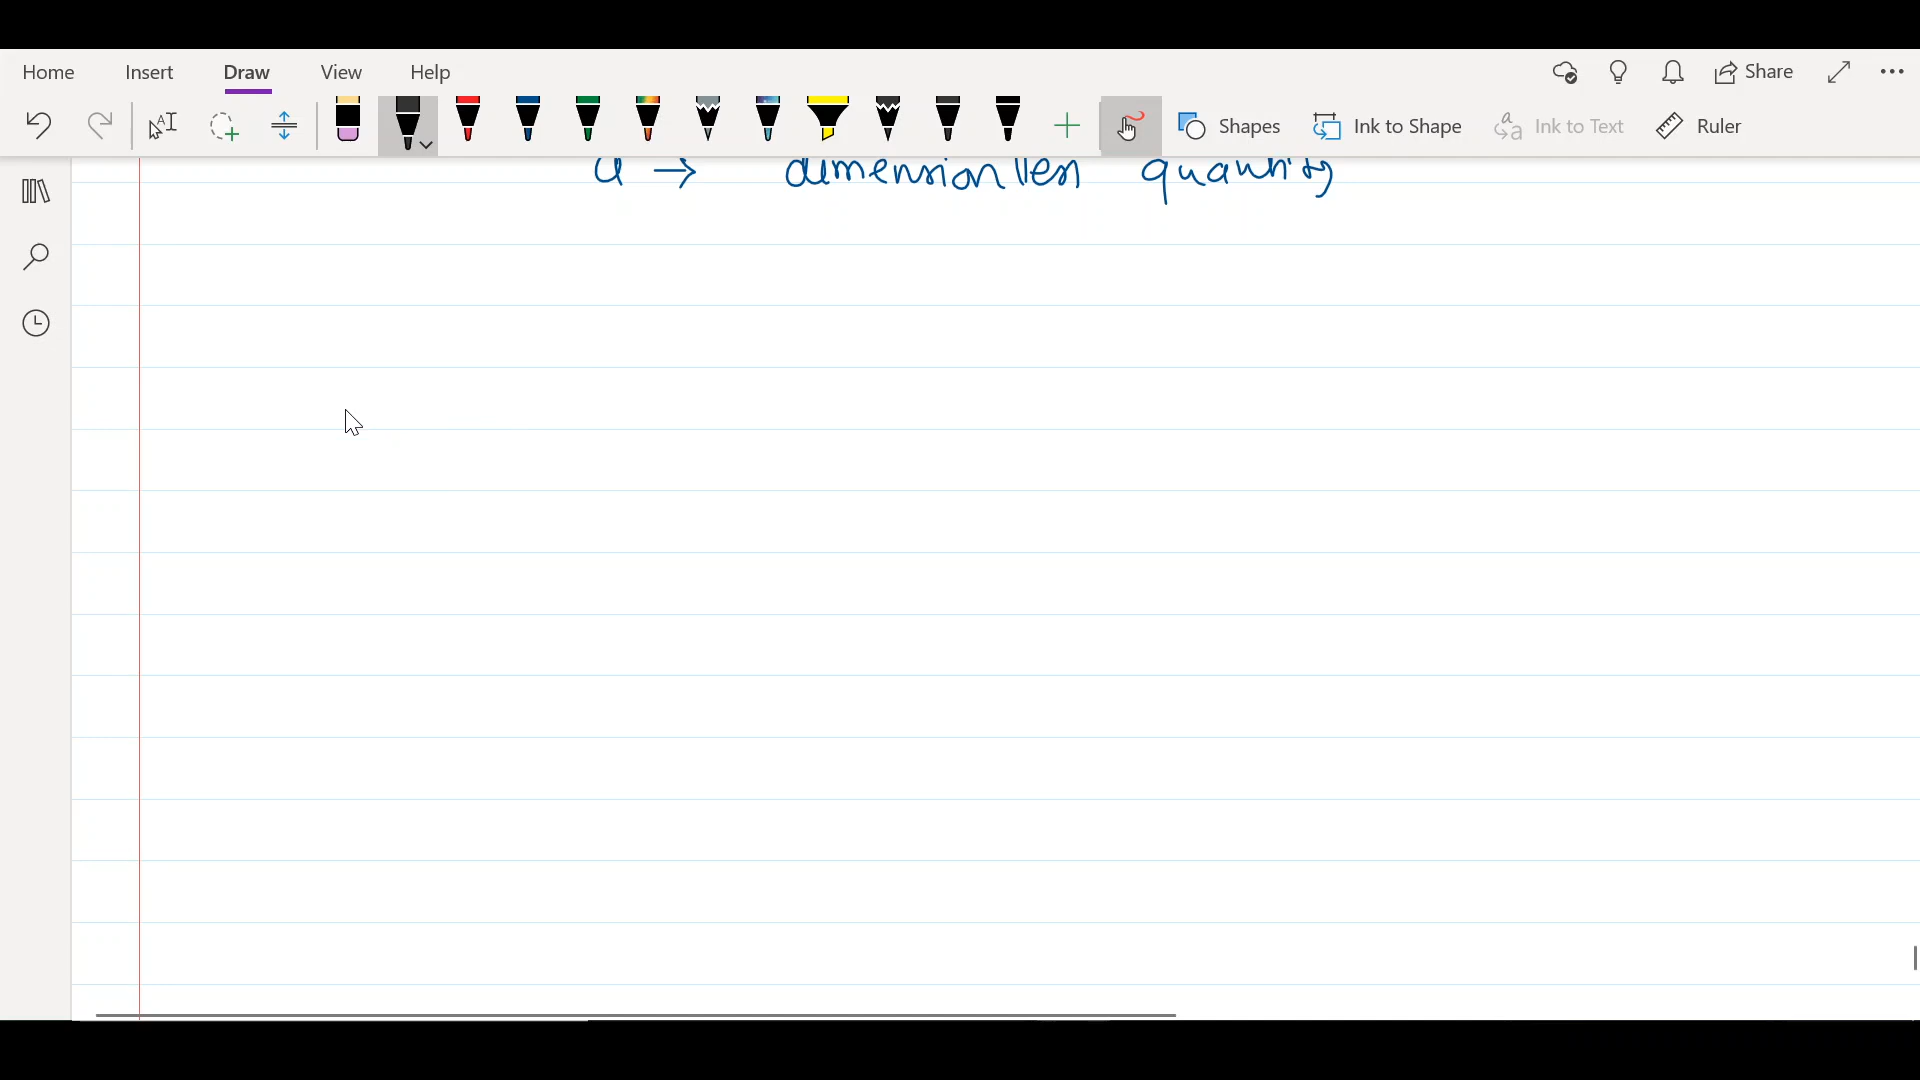 Home Insert Draw View Help Share
Shapes Ink to Shape Ink to Text Ruler
→ dimensionless quantity